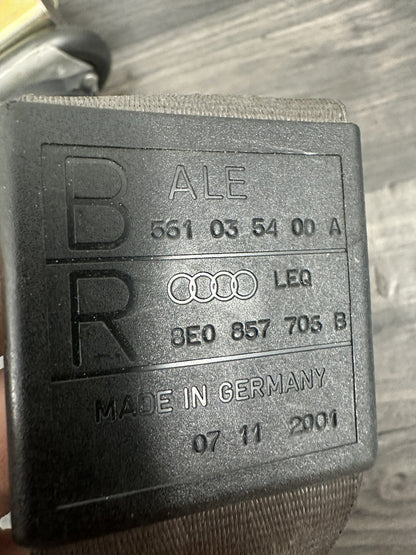 B
ALE
561 03 54 00 A
R
LEQ
8E0 857 705 B
MADE IN GERMANY
07 11 2001